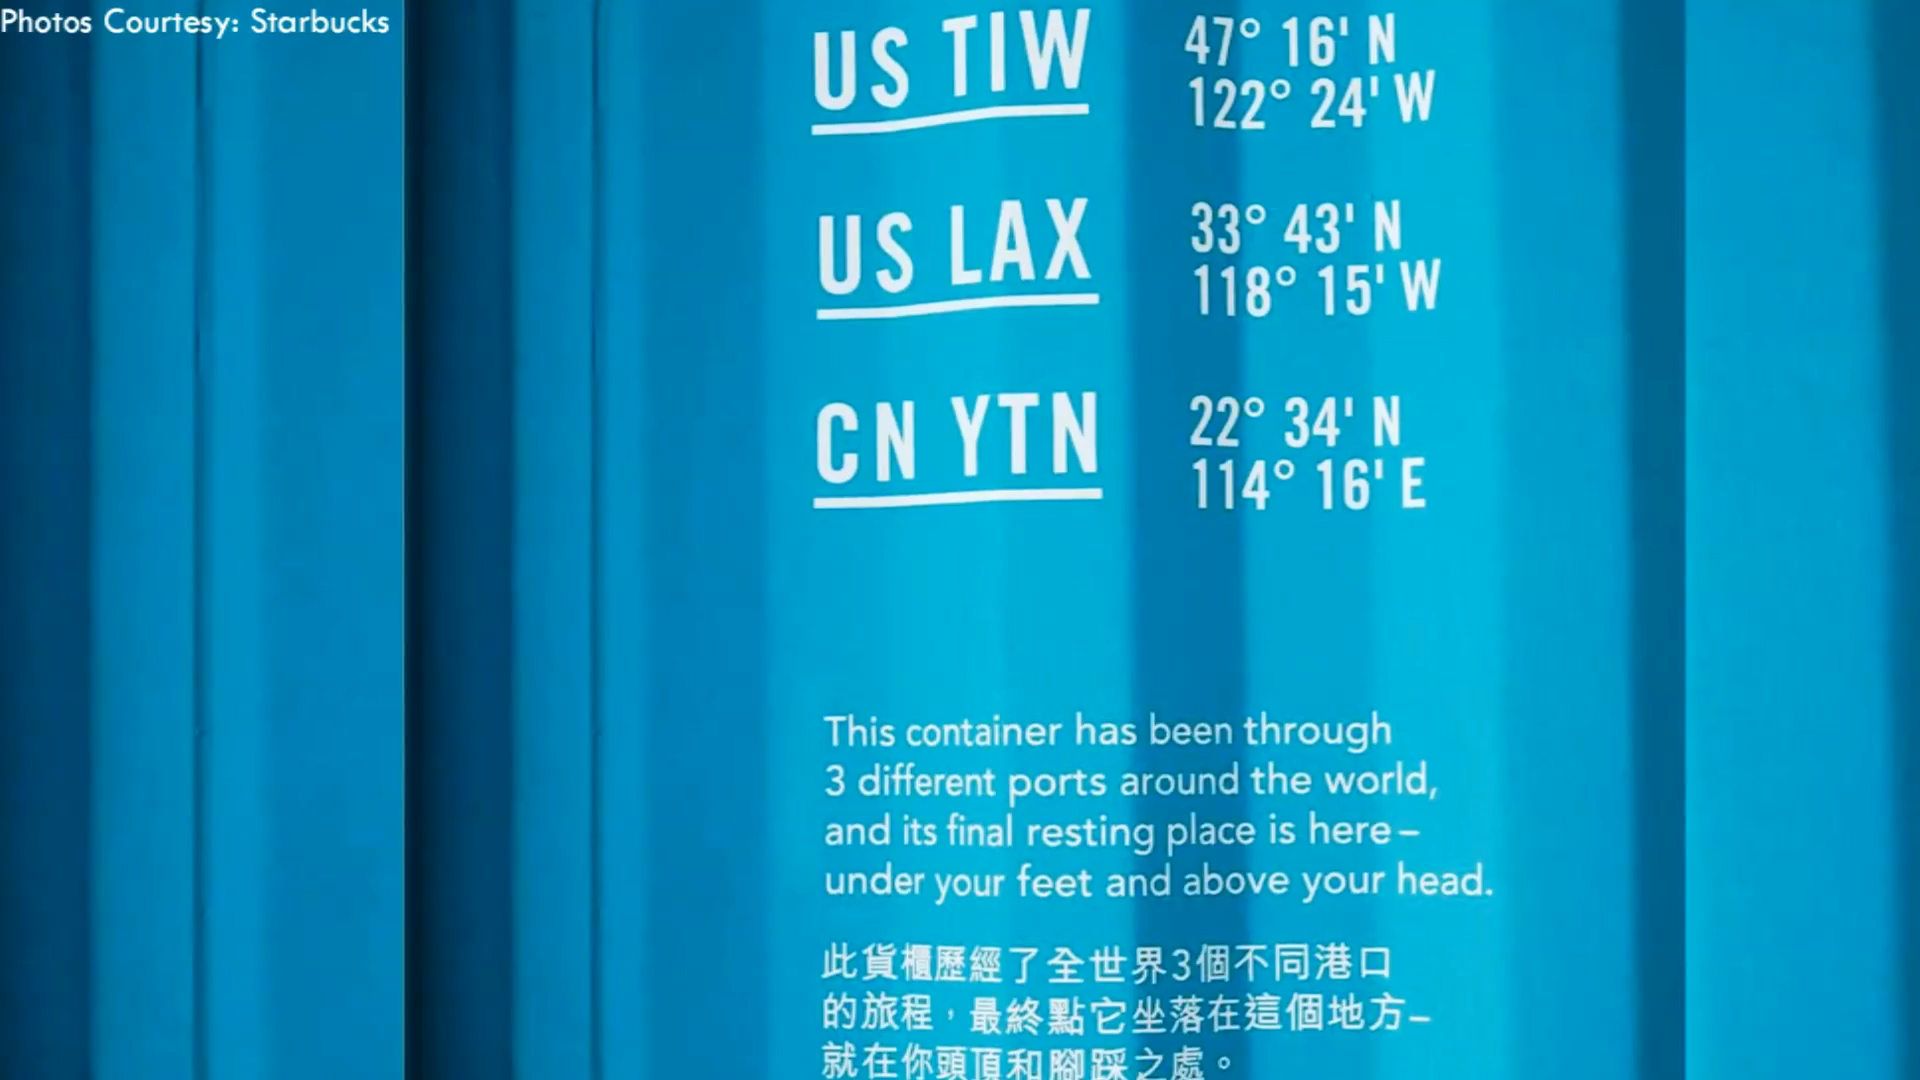 Photos Courtesy: Starbucks
US TIW 47° 16' N
122° 24' W
US LAX 33° 43' N
118° 15' W
CN YTN 22° 34' N
114° 16' E
This container has been through
3 different ports around the world,
and its final resting place is here–
under your feet and above your head.
此貨櫃歷經了全世界3個不同港口
的旅程，最終點它坐落在這個地方–
就在你頭頂和腳踩之處。